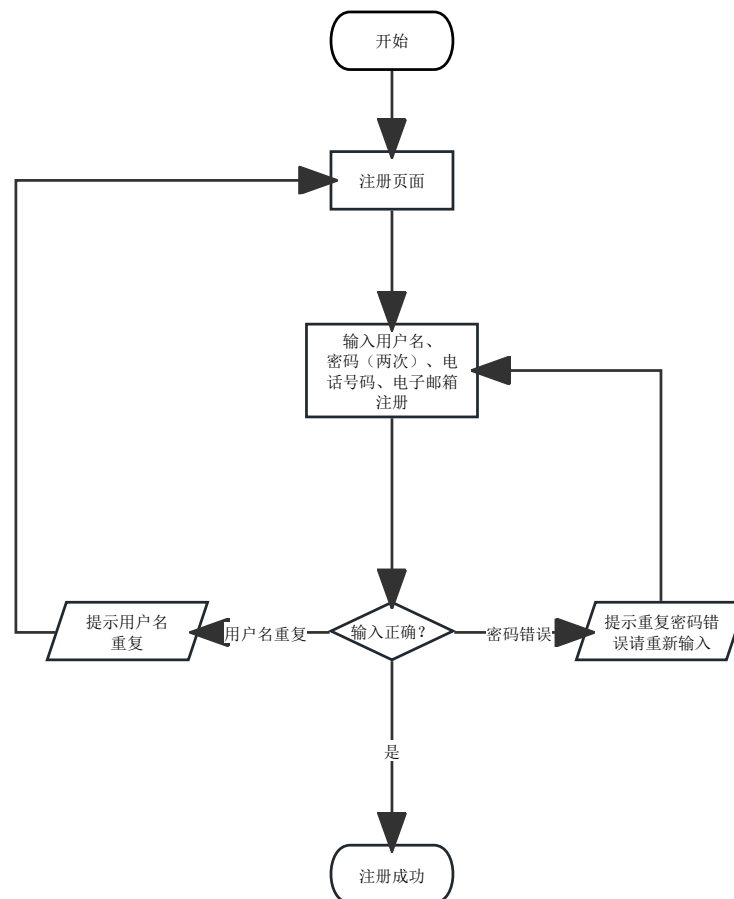 开始
注册页面
输入用户名、
密码（两次）、电
话号码、电子邮箱
注册
提示用户名
重复
用户名重复
输入正确？
密码错误
提示重复密码错
误请重新输入
是
注册成功